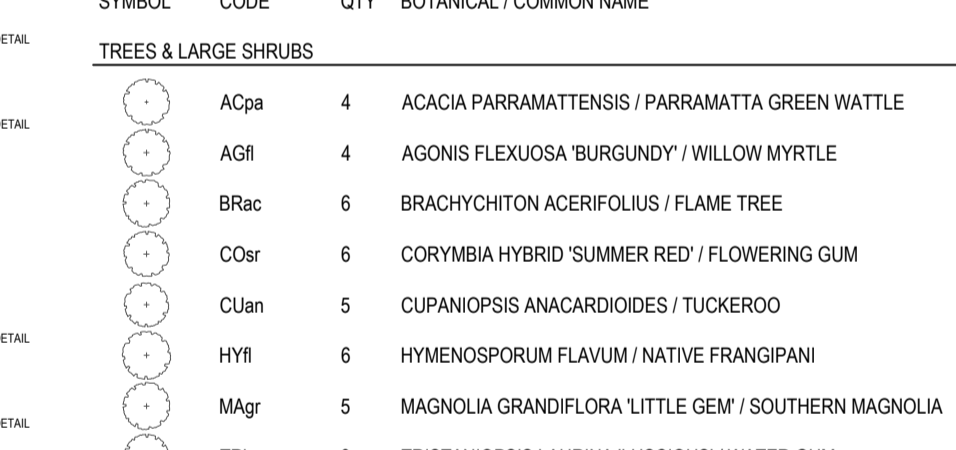 SYMBOL CODE QTY BOTANICAL / COMMON NAME
ETAIL
TREES & LARGE SHRUBS
ACpa 4 ACACIA PARRAMATTENSIS / PARRAMATTA GREEN WATTLE
ETAIL
AGfl 4 AGONIS FLEXUOSA 'BURGUNDY' / WILLOW MYRTLE
BRac 6 BRACHYCHITON ACERIFOLIUS / FLAME TREE
COsr 6 CORYMBIA HYBRID 'SUMMER RED' / FLOWERING GUM
CUan 5 CUPANIOPSIS ANACARDIOIDES / TUCKEROO
ETAIL
HYfl 6 HYMENOSPORUM FLAVUM / NATIVE FRANGIPANI
MAgr 5 MAGNOLIA GRANDIFLORA 'LITTLE GEM' / SOUTHERN MAGNOLIA
ETAIL